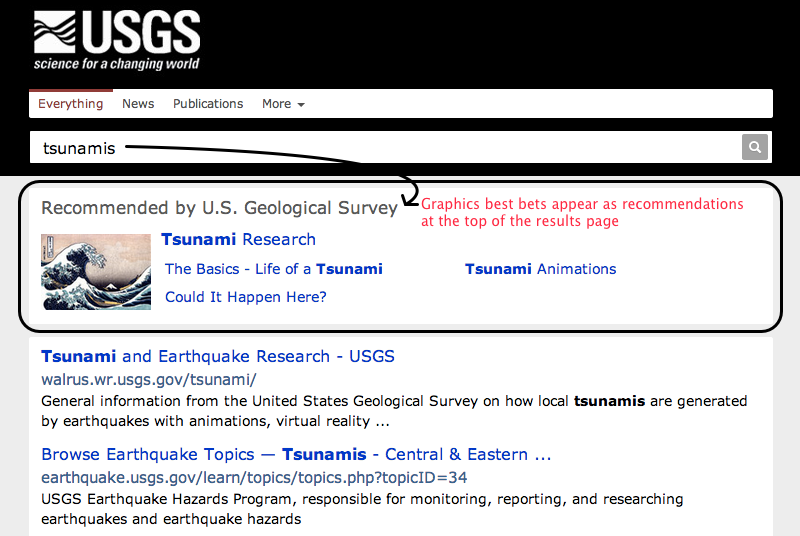 USGS
science for a changing world
Everything News Publications More
tsunamis
Recommended by U.S. Geological Survey
Graphics best bets appear as recommendations
at the top of the results page
Tsunami Research
The Basics - Life of a Tsunami
Tsunami Animations
Could It Happen Here?
Tsunami and Earthquake Research - USGS
walrus.wr.usgs.gov/tsunami/
General information from the United States Geological Survey on how local tsunamis are generated
by earthquakes with animations, virtual reality ...
Browse Earthquake Topics — Tsunamis - Central & Eastern ...
earthquake.usgs.gov/learn/topics/topics.php?topicID=34
USGS Earthquake Hazards Program, responsible for monitoring, reporting, and researching
earthquakes and earthquake hazards